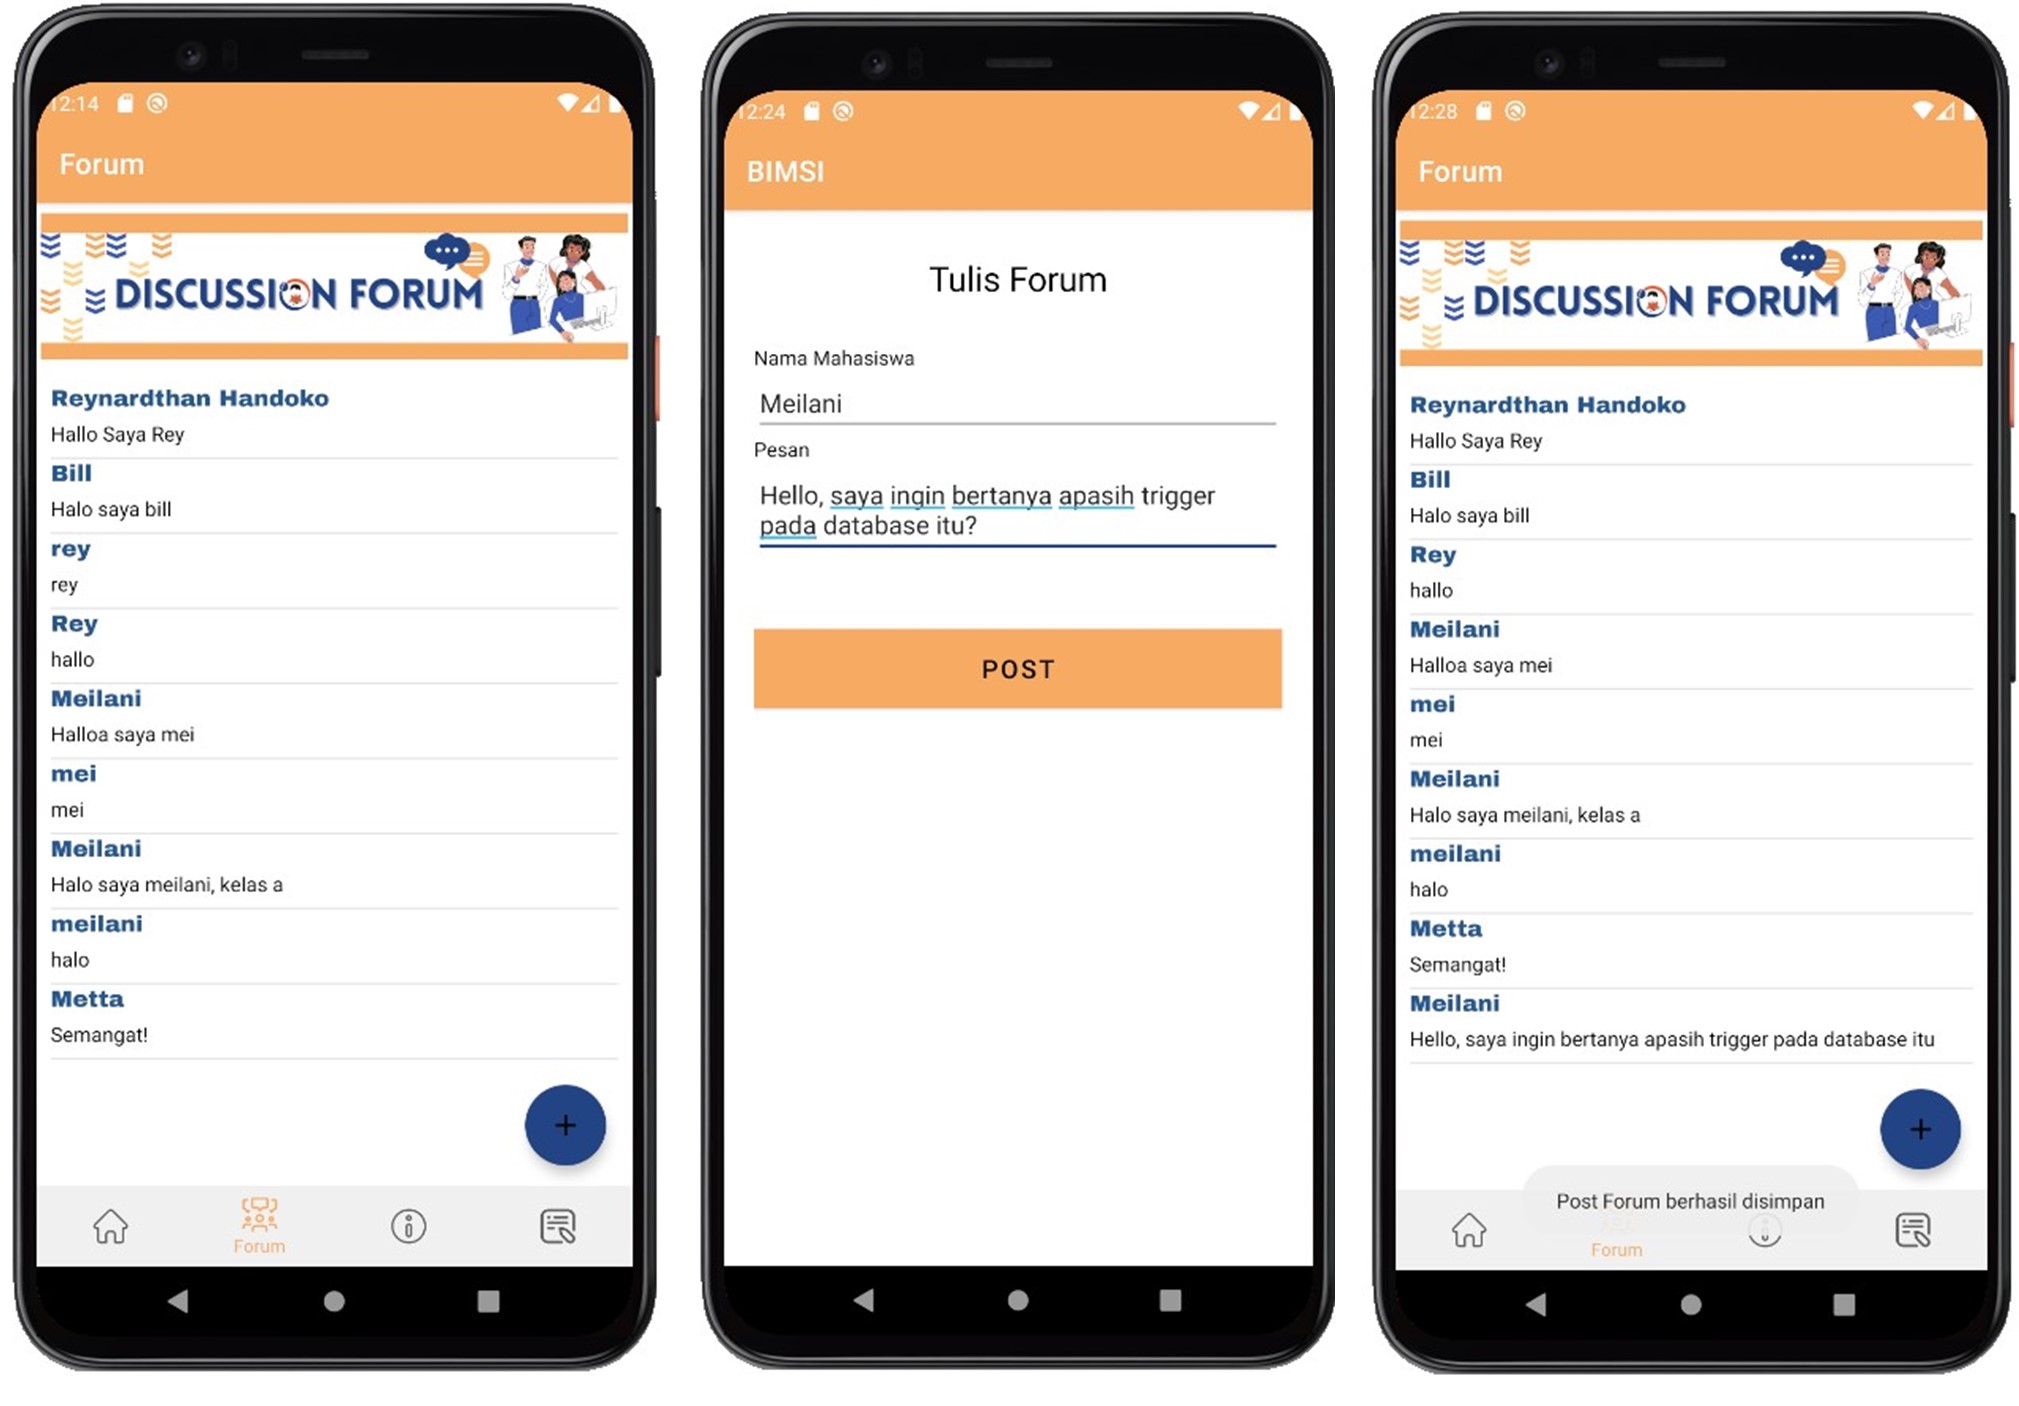 12:14
Forum
DISCUSSION FORUM
Reynardthan Handoko
Hallo Saya Rey
Bill
Halo saya bill
rey
rey
Rey
hallo
Meilani
Halloa saya mei
mei
mei
Meilani
Halo saya meilani, kelas a
meilani
halo
Metta
Semangat!
+
Forum
12:24
BIMSI
Tulis Forum
Nama Mahasiswa
Meilani
Pesan
Hello, saya ingin bertanya apasih trigger
pada database itu?
POST
12:28
Forum
DISCUSSION FORUM
Reynardthan Handoko
Hallo Saya Rey
Bill
Halo saya bill
Rey
hallo
Meilani
Halloa saya mei
mei
mei
Meilani
Halo saya meilani, kelas a
meilani
halo
Metta
Semangat!
Meilani
Hello, saya ingin bertanya apasih trigger pada database itu
+
Post Forum berhasil disimpan
Forum